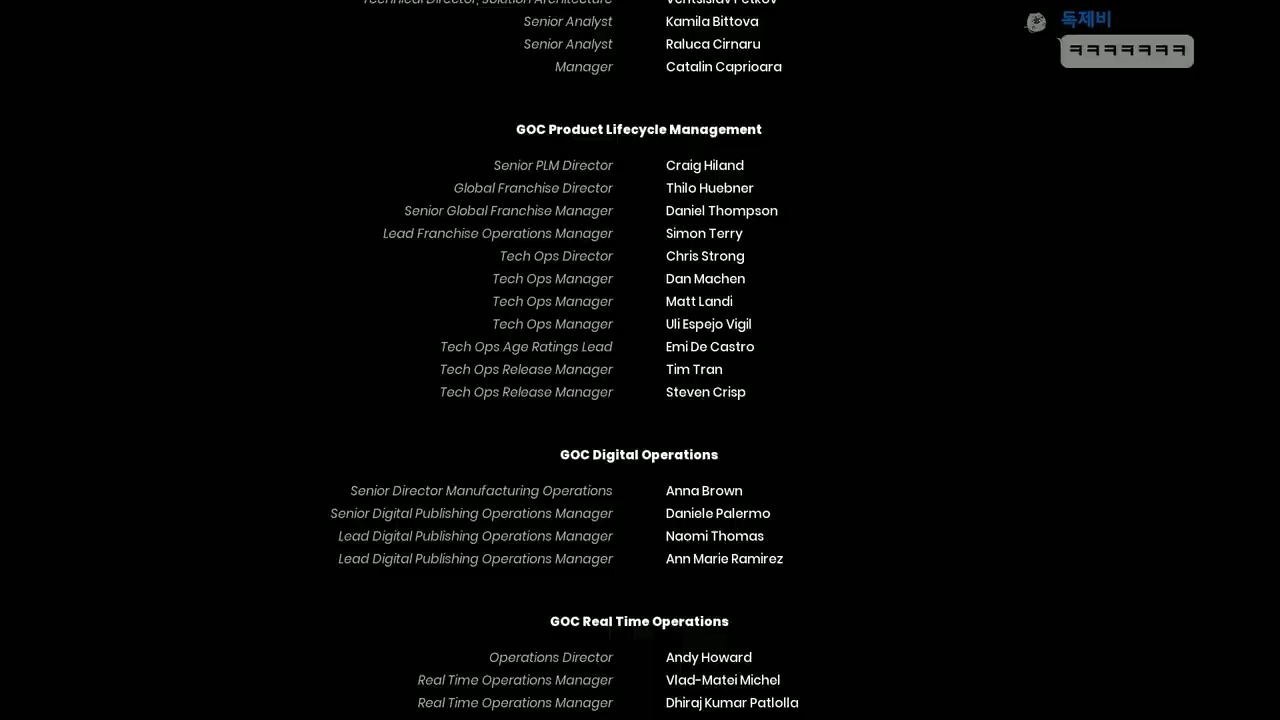 Technical Director, Solution Architecture Ventsislav Petkov
Senior Analyst Kamila Bittova
Senior Analyst Raluca Cirnaru
Manager Catalin Caprioara
독제비
ㅋㅋㅋㅋㅋㅋㅋ
GOC Product Lifecycle Management
Senior PLM Director Craig Hiland
Global Franchise Director Thilo Huebner
Senior Global Franchise Manager Daniel Thompson
Lead Franchise Operations Manager Simon Terry
Tech Ops Director Chris Strong
Tech Ops Manager Dan Machen
Tech Ops Manager Matt Landi
Tech Ops Manager Uli Espejo Vigil
Tech Ops Age Ratings Lead Emi De Castro
Tech Ops Release Manager Tim Tran
Tech Ops Release Manager Steven Crisp
GOC Digital Operations
Senior Director Manufacturing Operations Anna Brown
Senior Digital Publishing Operations Manager Daniele Palermo
Lead Digital Publishing Operations Manager Naomi Thomas
Lead Digital Publishing Operations Manager Ann Marie Ramirez
GOC Real Time Operations
Operations Director Andy Howard
Real Time Operations Manager Vlad-Matei Michel
Real Time Operations Manager Dhiraj Kumar Patlolla